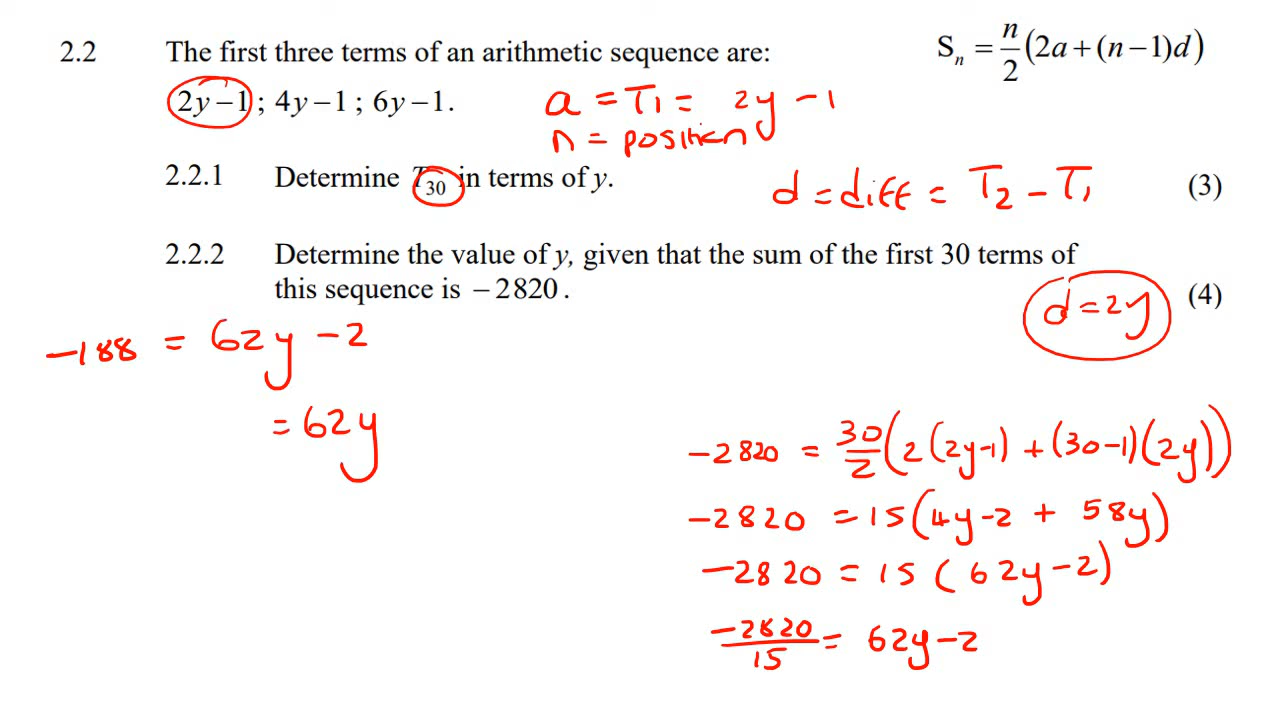 2.2 The first three terms of an arithmetic sequence are:
Sₙ = n/2 (2a + (n − 1)d)
2y − 1 ; 4y − 1 ; 6y − 1.
a = T₁ = 2y − 1
n = position
2.2.1 Determine T₃₀ in terms of y. (3)
d = diff = T₂ − T₁
2.2.2 Determine the value of y, given that the sum of the first 30 terms of
this sequence is − 2820 . (4)
d = 2y
−188 = 62y − 2
= 62y
−2820 = 30/2 (2(2y−1) + (30−1)(2y))
−2820 = 15(4y−2 + 58y)
−2820 = 15 (62y−2)
−2820/15 = 62y−2